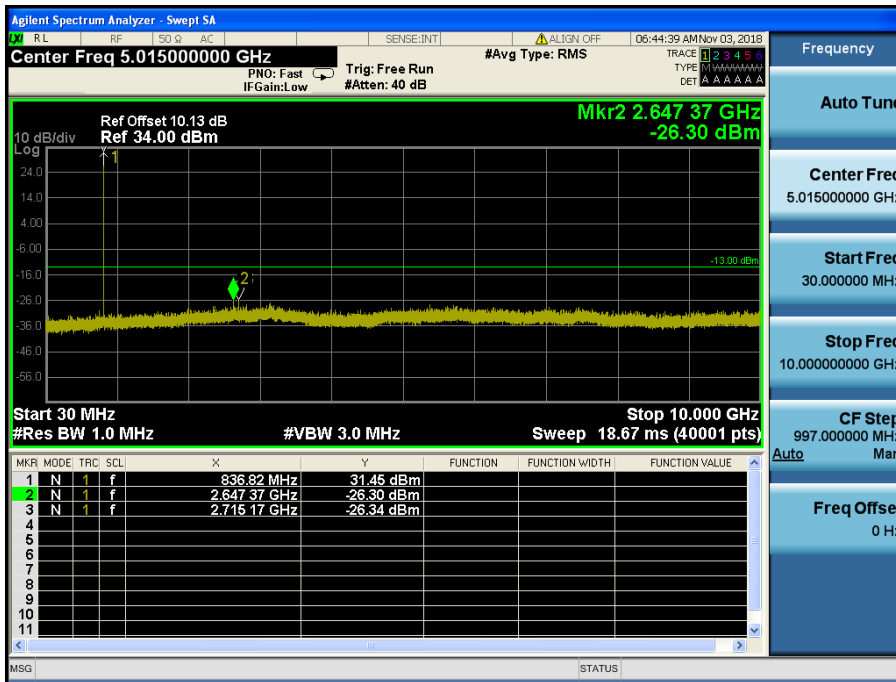 Agilent Spectrum Analyzer - Swept SA
LXI RL RF 50 Ω AC SENSE:INT ALIGN OFF 06:44:39 AM Nov 03, 2018
Center Freq 5.015000000 GHz #Avg Type: RMS TRACE 1 2 3 4 5 6
PNO: Fast Trig: Free Run TYPE M WWWWW
IFGain:Low #Atten: 40 dB DET A A A A A A
Frequency
Mkr2 2.647 37 GHz
-26.30 dBm
Ref Offset 10.13 dB
10 dB/div Ref 34.00 dBm
Log
1
24.0
14.0
4.00
-6.00
-13.00 dBm
-16.0
2
-26.0
-36.0
-46.0
-56.0
Start 30 MHz Stop 10.000 GHz
#Res BW 1.0 MHz #VBW 3.0 MHz Sweep 18.67 ms (40001 pts)
MKR MODE TRC SCL X Y FUNCTION FUNCTION WIDTH FUNCTION VALUE
1 N 1 f 836.82 MHz 31.45 dBm
2 N 1 f 2.647 37 GHz -26.30 dBm
3 N 1 f 2.715 17 GHz -26.34 dBm
4
5
6
7
8
9
10
11
MSG STATUS
Auto Tune
Center Freq
5.015000000 GHz
Start Freq
30.000000 MHz
Stop Freq
10.000000000 GHz
CF Step
997.000000 MHz
Auto Man
Freq Offset
0 Hz